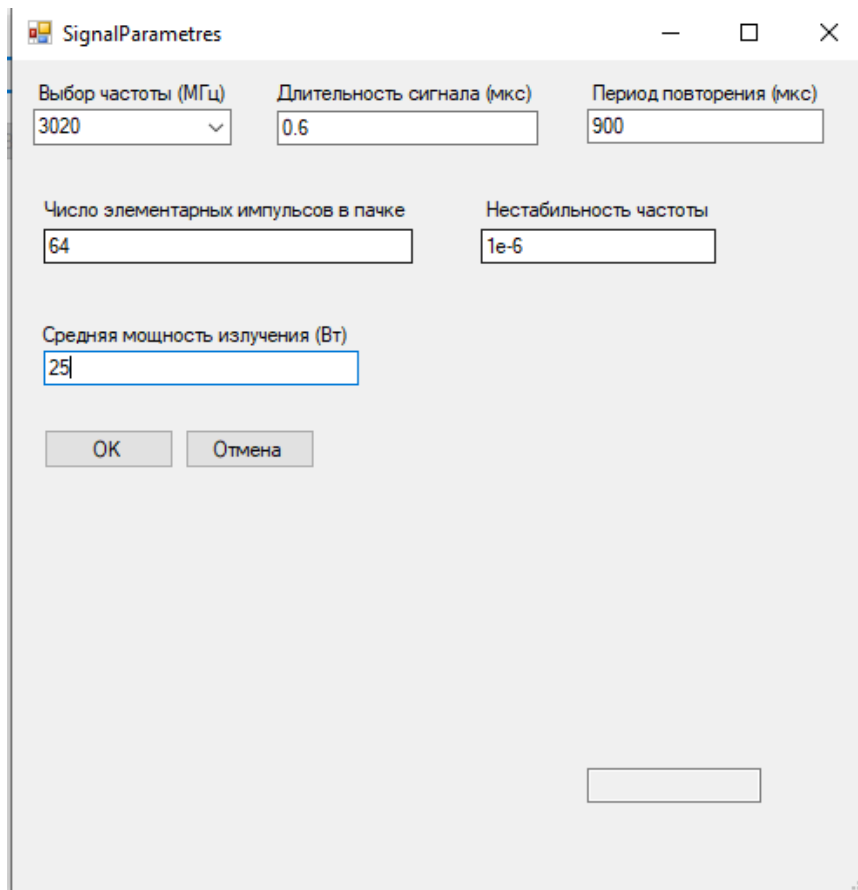 SignalParametres
Выбор частоты (МГц) Длительность сигнала (мкс) Период повторения (мкс)
3020 0.6 900
Число элементарных импульсов в пачке Нестабильность частоты
64 1e-6
Средняя мощность излучения (Вт)
25
OK Отмена